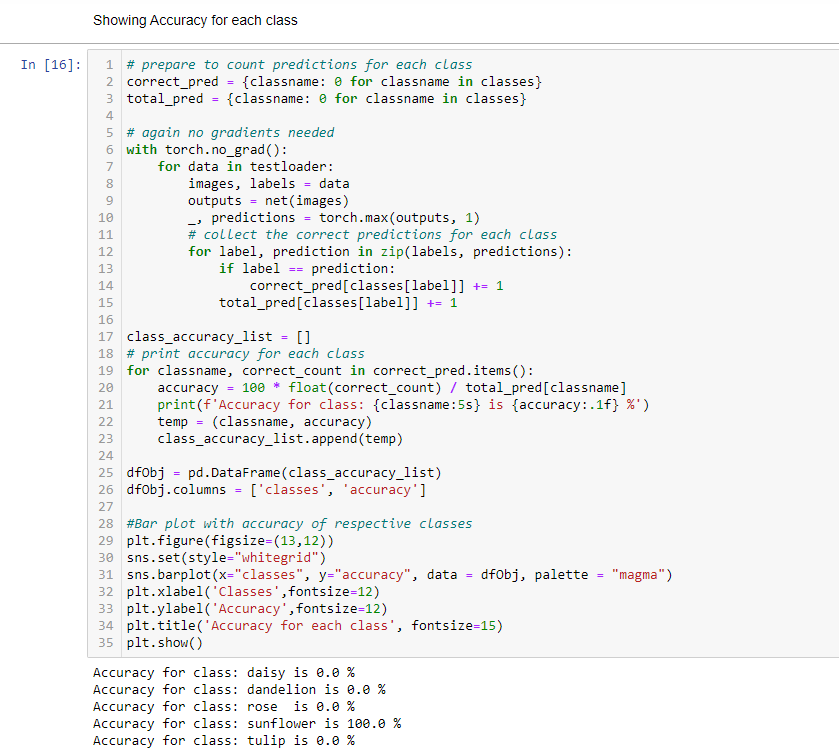 Showing Accuracy for each class
In [16]:
1 # prepare to count predictions for each class
2 correct_pred = {classname: 0 for classname in classes}
3 total_pred = {classname: 0 for classname in classes}
4
5 # again no gradients needed
6 with torch.no_grad():
7     for data in testloader:
8         images, labels = data
9         outputs = net(images)
10         _, predictions = torch.max(outputs, 1)
11         # collect the correct predictions for each class
12         for label, prediction in zip(labels, predictions):
13             if label == prediction:
14                 correct_pred[classes[label]] += 1
15             total_pred[classes[label]] += 1
16
17 class_accuracy_list = []
18 # print accuracy for each class
19 for classname, correct_count in correct_pred.items():
20     accuracy = 100 * float(correct_count) / total_pred[classname]
21     print(f'Accuracy for class: {classname:5s} is {accuracy:.1f} %')
22     temp = (classname, accuracy)
23     class_accuracy_list.append(temp)
24
25 dfObj = pd.DataFrame(class_accuracy_list)
26 dfObj.columns = ['classes', 'accuracy']
27
28 #Bar plot with accuracy of respective classes
29 plt.figure(figsize=(13,12))
30 sns.set(style="whitegrid")
31 sns.barplot(x="classes", y="accuracy", data = dfObj, palette = "magma")
32 plt.xlabel('Classes',fontsize=12)
33 plt.ylabel('Accuracy',fontsize=12)
34 plt.title('Accuracy for each class', fontsize=15)
35 plt.show()
Accuracy for class: daisy is 0.0 %
Accuracy for class: dandelion is 0.0 %
Accuracy for class: rose  is 0.0 %
Accuracy for class: sunflower is 100.0 %
Accuracy for class: tulip is 0.0 %